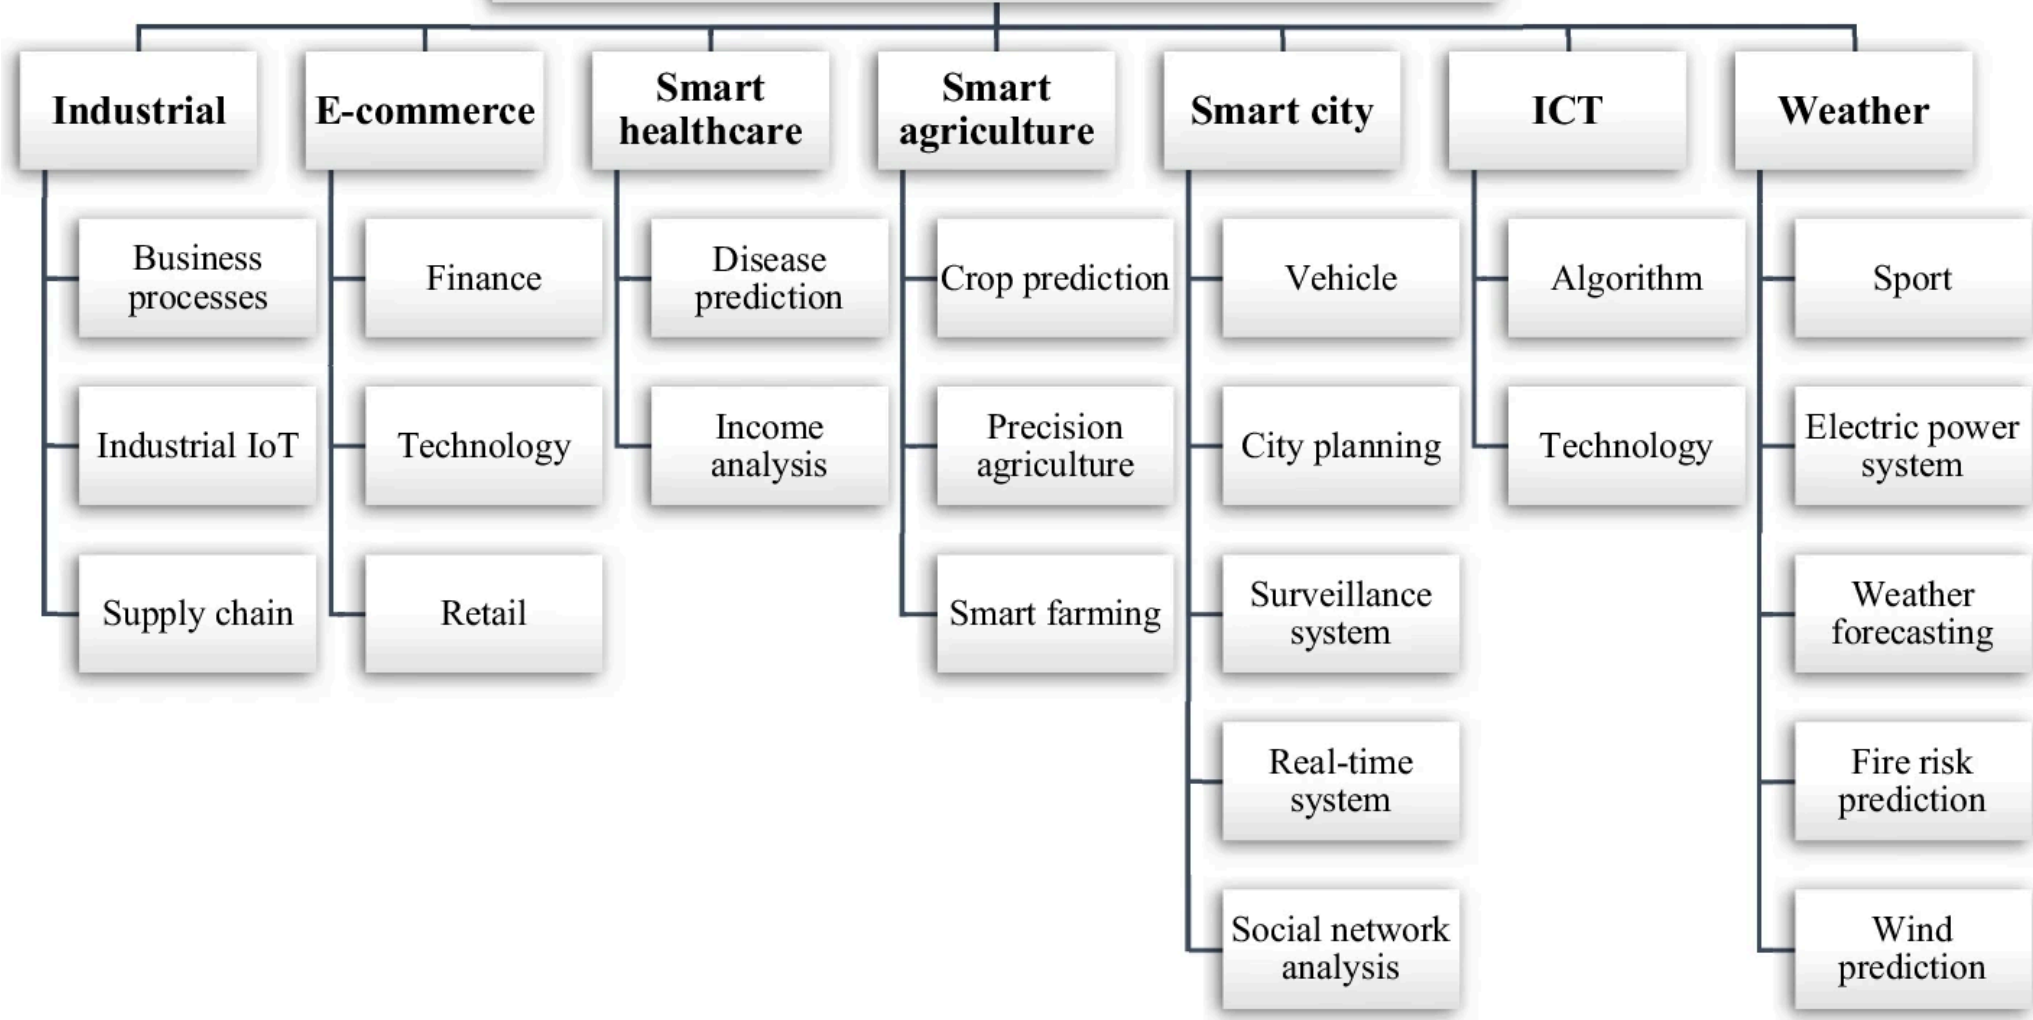 Industrial
E-commerce
Smart
healthcare
Smart
agriculture
Smart city
ICT
Weather
Business
processes
Industrial IoT
Supply chain
Finance
Technology
Retail
Disease
prediction
Income
analysis
Crop prediction
Precision
agriculture
Smart farming
Vehicle
City planning
Surveillance
system
Real-time
system
Social network
analysis
Algorithm
Technology
Sport
Electric power
system
Weather
forecasting
Fire risk
prediction
Wind
prediction